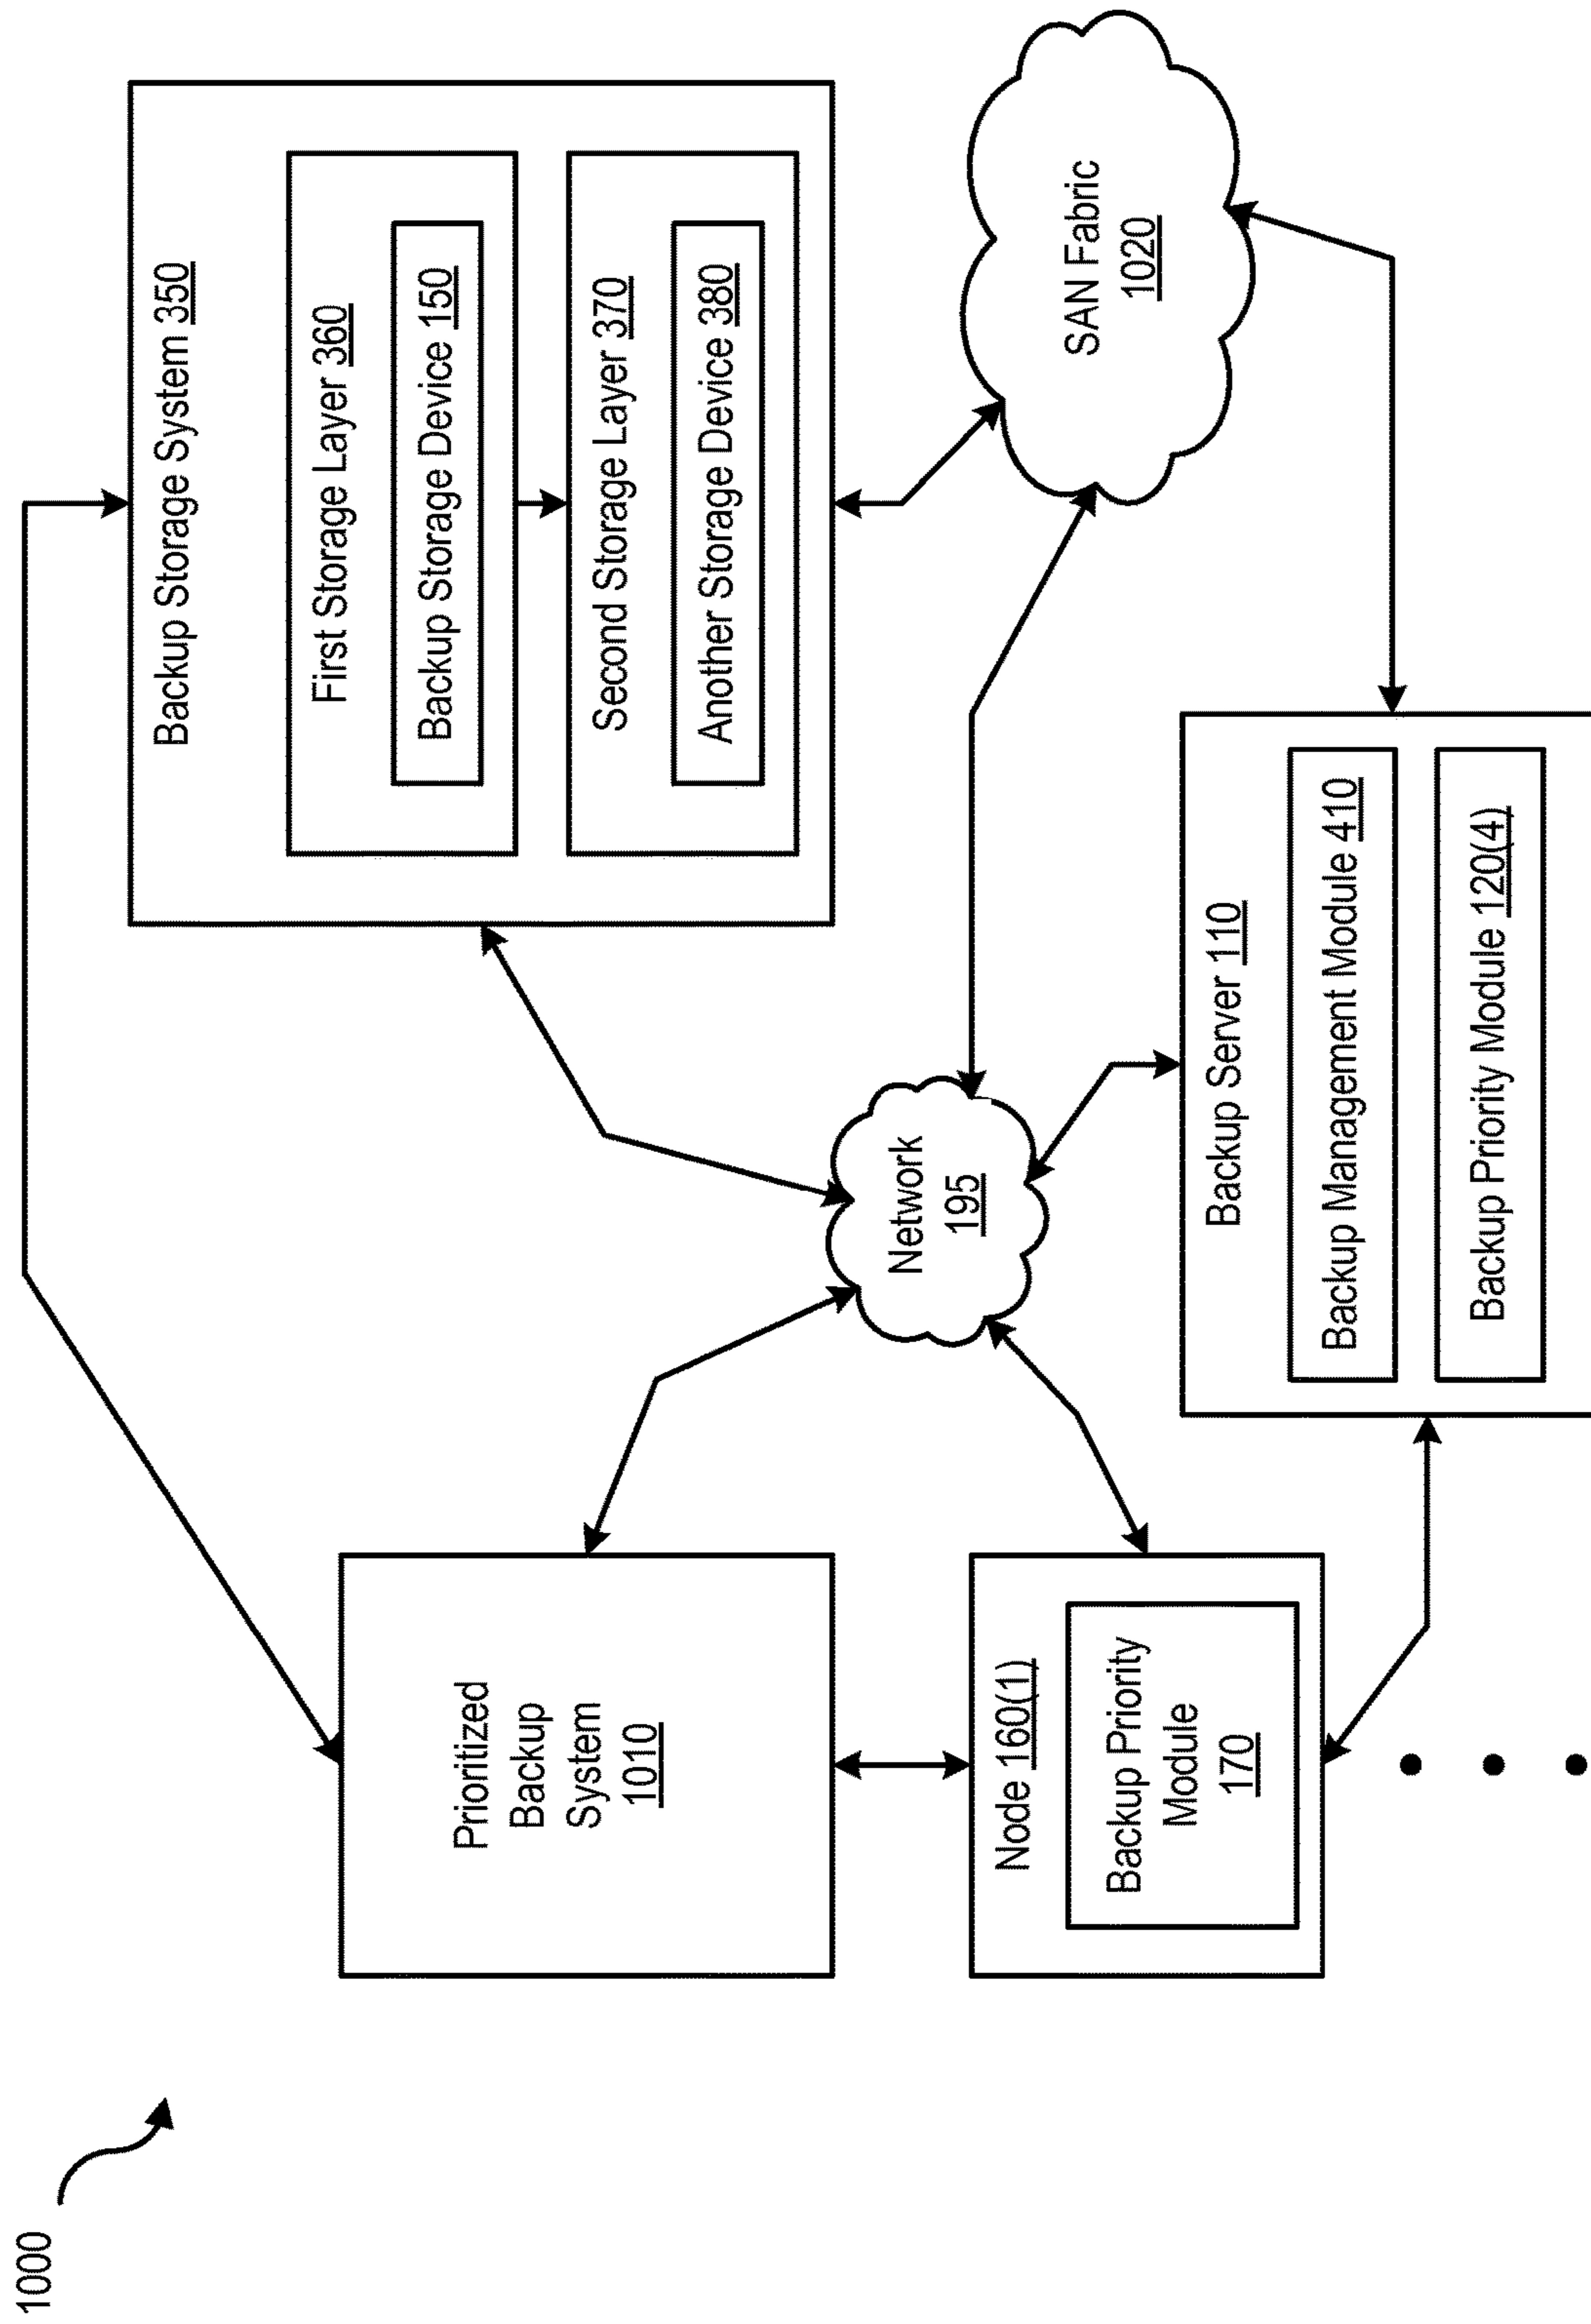 1000
Prioritized
Backup
System
1010
Node 160(1)
Backup Priority
Module
170
Network
195
Backup Storage System 350
First Storage Layer 360
Backup Storage Device 150
Second Storage Layer 370
Another Storage Device 380
SAN Fabric
1020
Backup Server 110
Backup Management Module 410
Backup Priority Module 120(4)